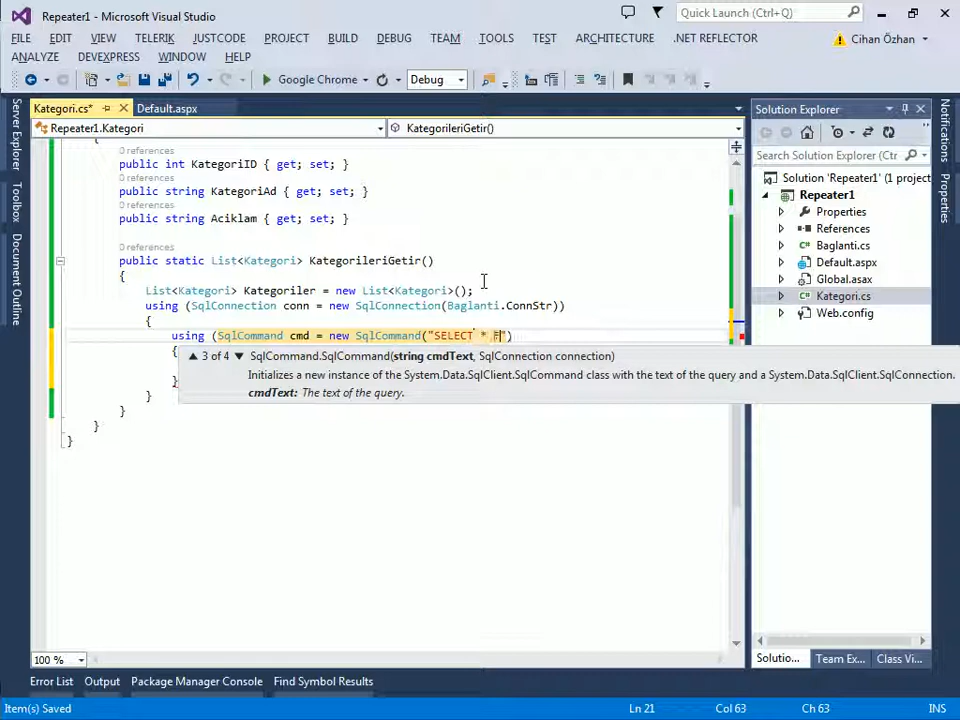 Repeater1 - Microsoft Visual Studio
Quick Launch (Ctrl+Q)
FILE EDIT VIEW TELERIK JUSTCODE PROJECT BUILD DEBUG TEAM TOOLS TEST ARCHITECTURE .NET REFLECTOR
Cihan Özhan
ANALYZE DEVEXPRESS WINDOW HELP
Google Chrome
Debug
Kategori.cs*
Default.aspx
Repeater1.Kategori
KategorileriGetir()
Server Explorer
Toolbox
Document Outline
0 references
public int KategoriID { get; set; }
0 references
public string KategoriAd { get; set; }
0 references
public string Aciklam { get; set; }
0 references
public static List<Kategori> KategorileriGetir()
{
List<Kategori> Kategoriler = new List<Kategori>();
using (SqlConnection conn = new SqlConnection(Baglanti.ConnStr))
{
using (SqlCommand cmd = new SqlCommand("SELECT * F")
{
3 of 4 SqlCommand.SqlCommand(string cmdText, SqlConnection connection)
Initializes a new instance of the System.Data.SqlClient.SqlCommand class with the text of the query and a System.Data.SqlClient.SqlConnection.
cmdText: The text of the query.
}
}
}
}
}
100 %
Solution Explorer
Search Solution Explorer (Ctr
Solution 'Repeater1' (1 project
Repeater1
Properties
References
Baglanti.cs
Default.aspx
Global.asax
Kategori.cs
Web.config
Solutio... Team Ex... Class Vi...
Notifications
Properties
Error List Output Package Manager Console Find Symbol Results
Item(s) Saved
Ln 21 Col 63 Ch 63 INS